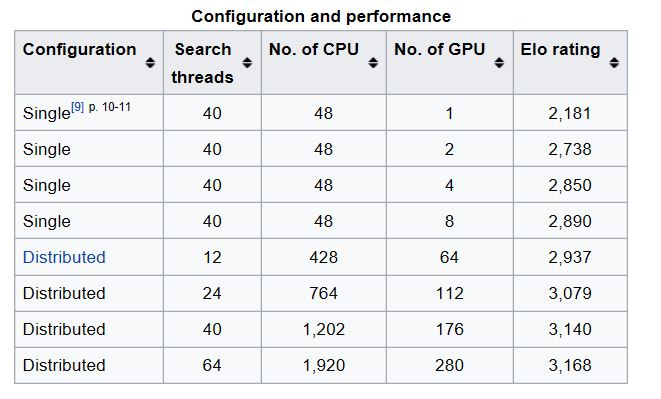 Configuration and performance
Configuration Search threads No. of CPU No. of GPU Elo rating
Single[9] p. 10-11 40 48 1 2,181
Single 40 48 2 2,738
Single 40 48 4 2,850
Single 40 48 8 2,890
Distributed 12 428 64 2,937
Distributed 24 764 112 3,079
Distributed 40 1,202 176 3,140
Distributed 64 1,920 280 3,168